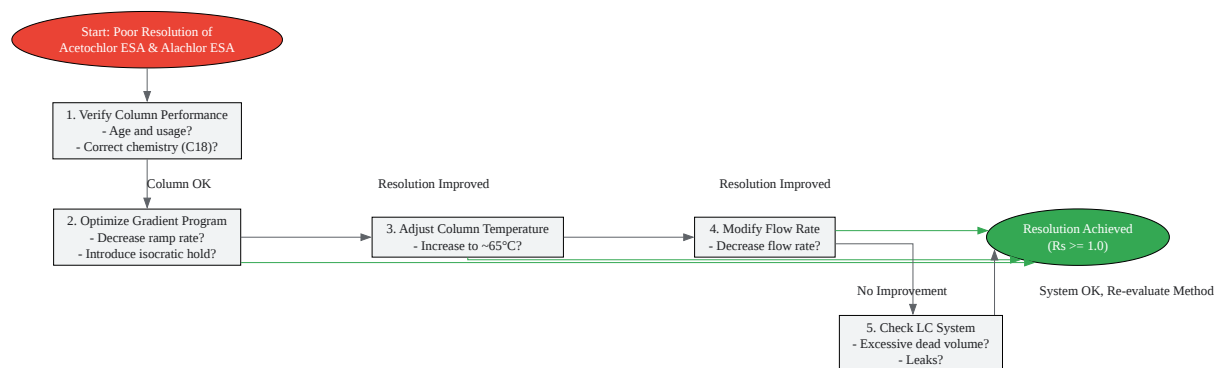 Start: Poor Resolution of
Acetochlor ESA & Alachlor ESA
1. Verify Column Performance
- Age and usage?
- Correct chemistry (C18)?
Column OK
Resolution Improved
Resolution Improved
2. Optimize Gradient Program
- Decrease ramp rate?
- Introduce isocratic hold?
3. Adjust Column Temperature
- Increase to ~65°C?
4. Modify Flow Rate
- Decrease flow rate?
Resolution Achieved
(Rs >= 1.0)
No Improvement
System OK, Re-evaluate Method
5. Check LC System
- Excessive dead volume?
- Leaks?